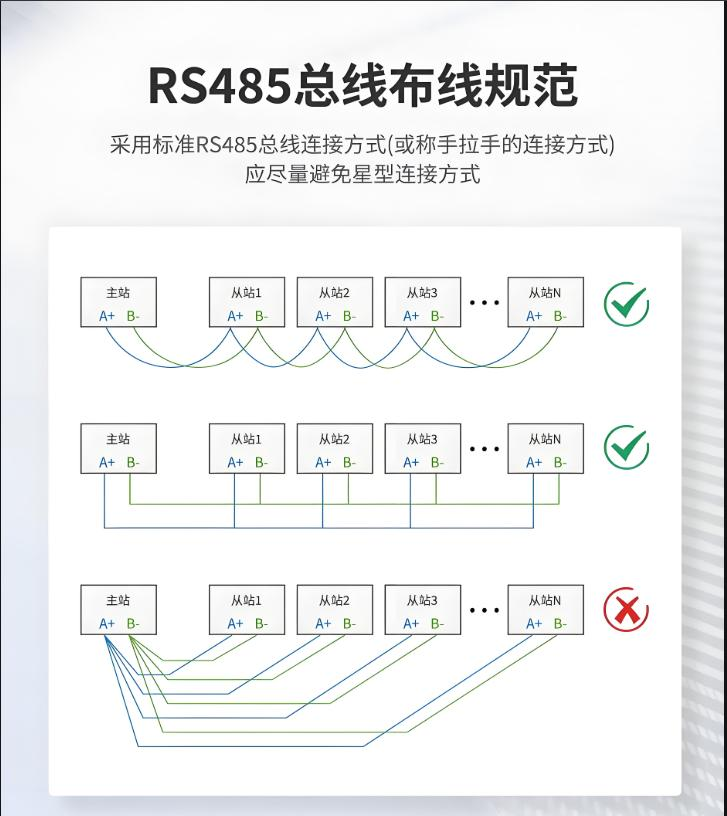 RS485总线布线规范
采用标准RS485总线连接方式(或称手拉手的连接方式)
应尽量避免星型连接方式
主站 从站1 从站2 从站3 从站N
A+ B- A+ B- A+ B- A+ B- ••• A+ B-
主站 从站1 从站2 从站3 从站N
A+ B- A+ B- A+ B- A+ B- ••• A+ B-
主站 从站1 从站2 从站3 从站N
A+ B- A+ B- A+ B- A+ B- ••• A+ B-